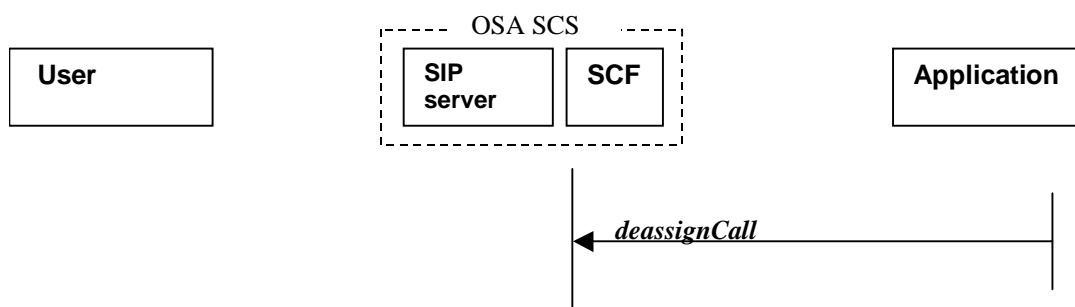 OSA SCS
User
SIP
server
SCF
Application
deassignCall